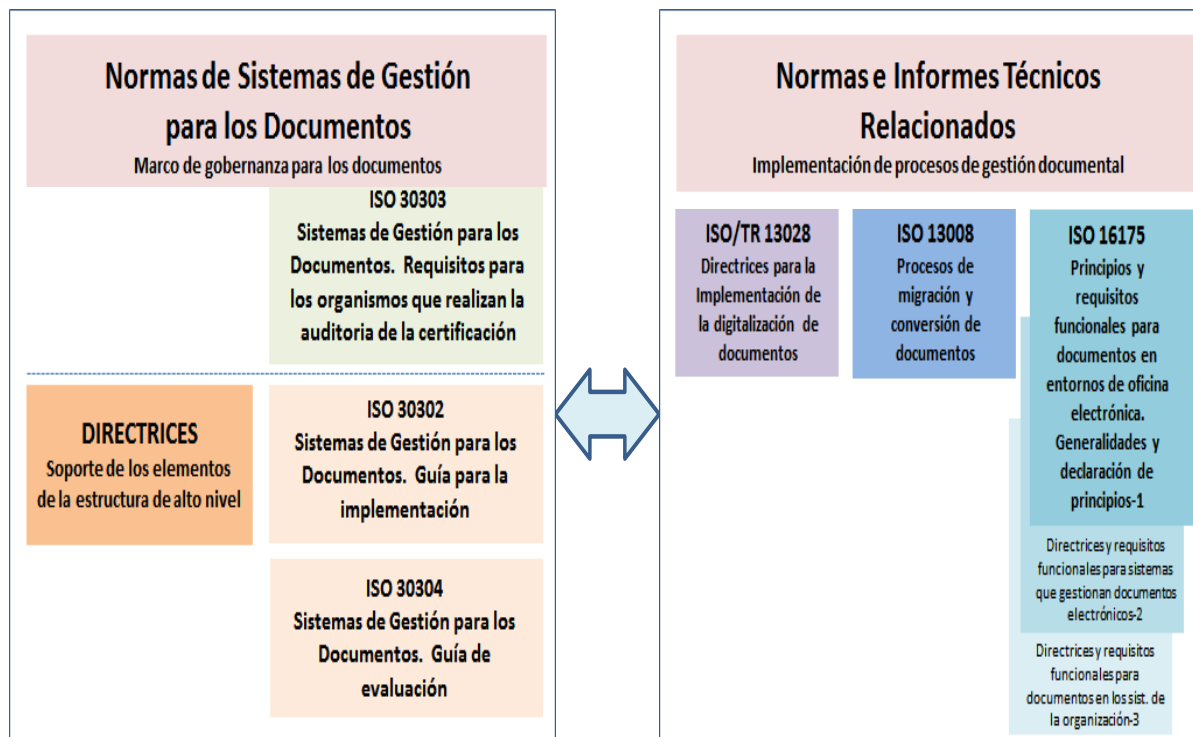 Normas de Sistemas de Gestión
para los Documentos
Marco de gobernanza para los documentos
ISO 30303
Sistemas de Gestión para los
Documentos. Requisitos para
los organismos que realizan la
auditoria de la certificación
DIRECTRICES
Soporte de los elementos
de la estructura de alto nivel
ISO 30302
Sistemas de Gestión para los
Documentos. Guía para la
implementación
ISO 30304
Sistemas de Gestión para los
Documentos. Guía de
evaluación
Normas e Informes Técnicos
Relacionados
Implementación de procesos de gestión documental
ISO/TR 13028
Directrices para la
Implementación de
la digitalización de
documentos
ISO 13008
Procesos de
migración y
conversión de
documentos
ISO 16175
Principios y
requisitos
funcionales para
documentos en
entornos de oficina
electrónica.
Generalidades y
declaración de
principios-1
Directrices y requisitos
funcionales para sistemas
que gestionan documentos
electrónicos-2
Directrices y requisitos
funcionales para
documentos en los sist. de
la organización-3